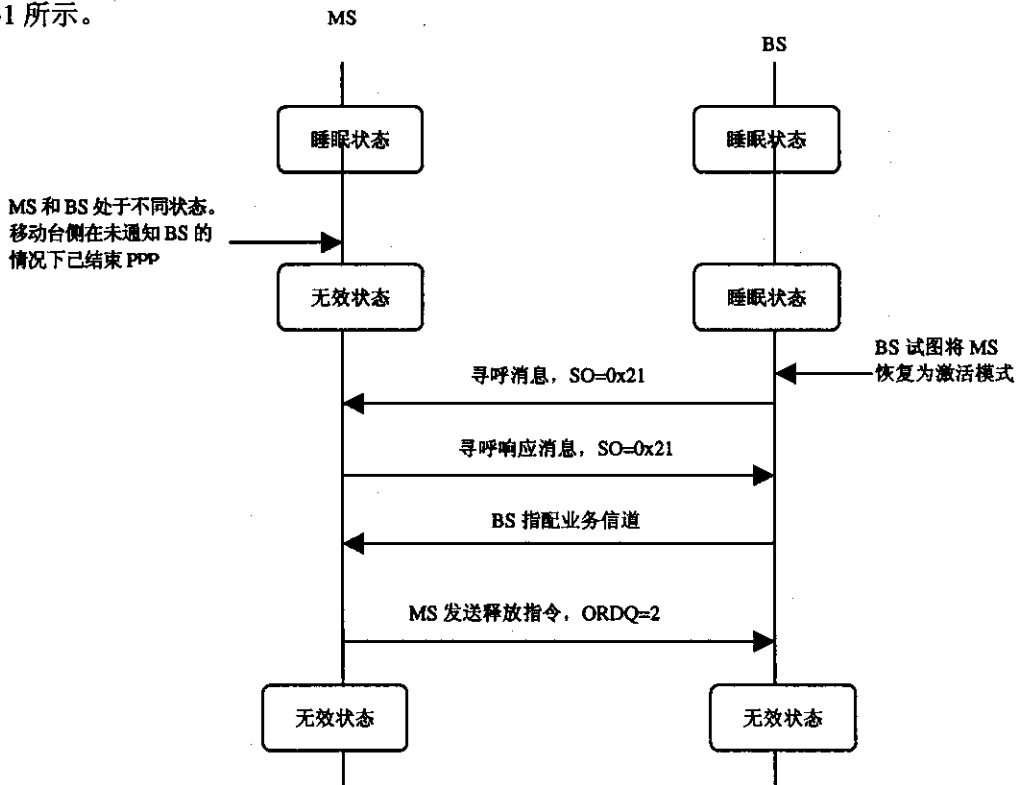 1 所示。
MS
BS
睡眠状态
睡眠状态
MS 和 BS 处于不同状态。
移动台侧在未通知 BS 的
情况下已结束 PPP
无效状态
睡眠状态
BS 试图将 MS
恢复为激活模式
寻呼消息，SO=0x21
寻呼响应消息，SO=0x21
BS 指配业务信道
MS 发送释放指令，ORDQ=2
无效状态
无效状态